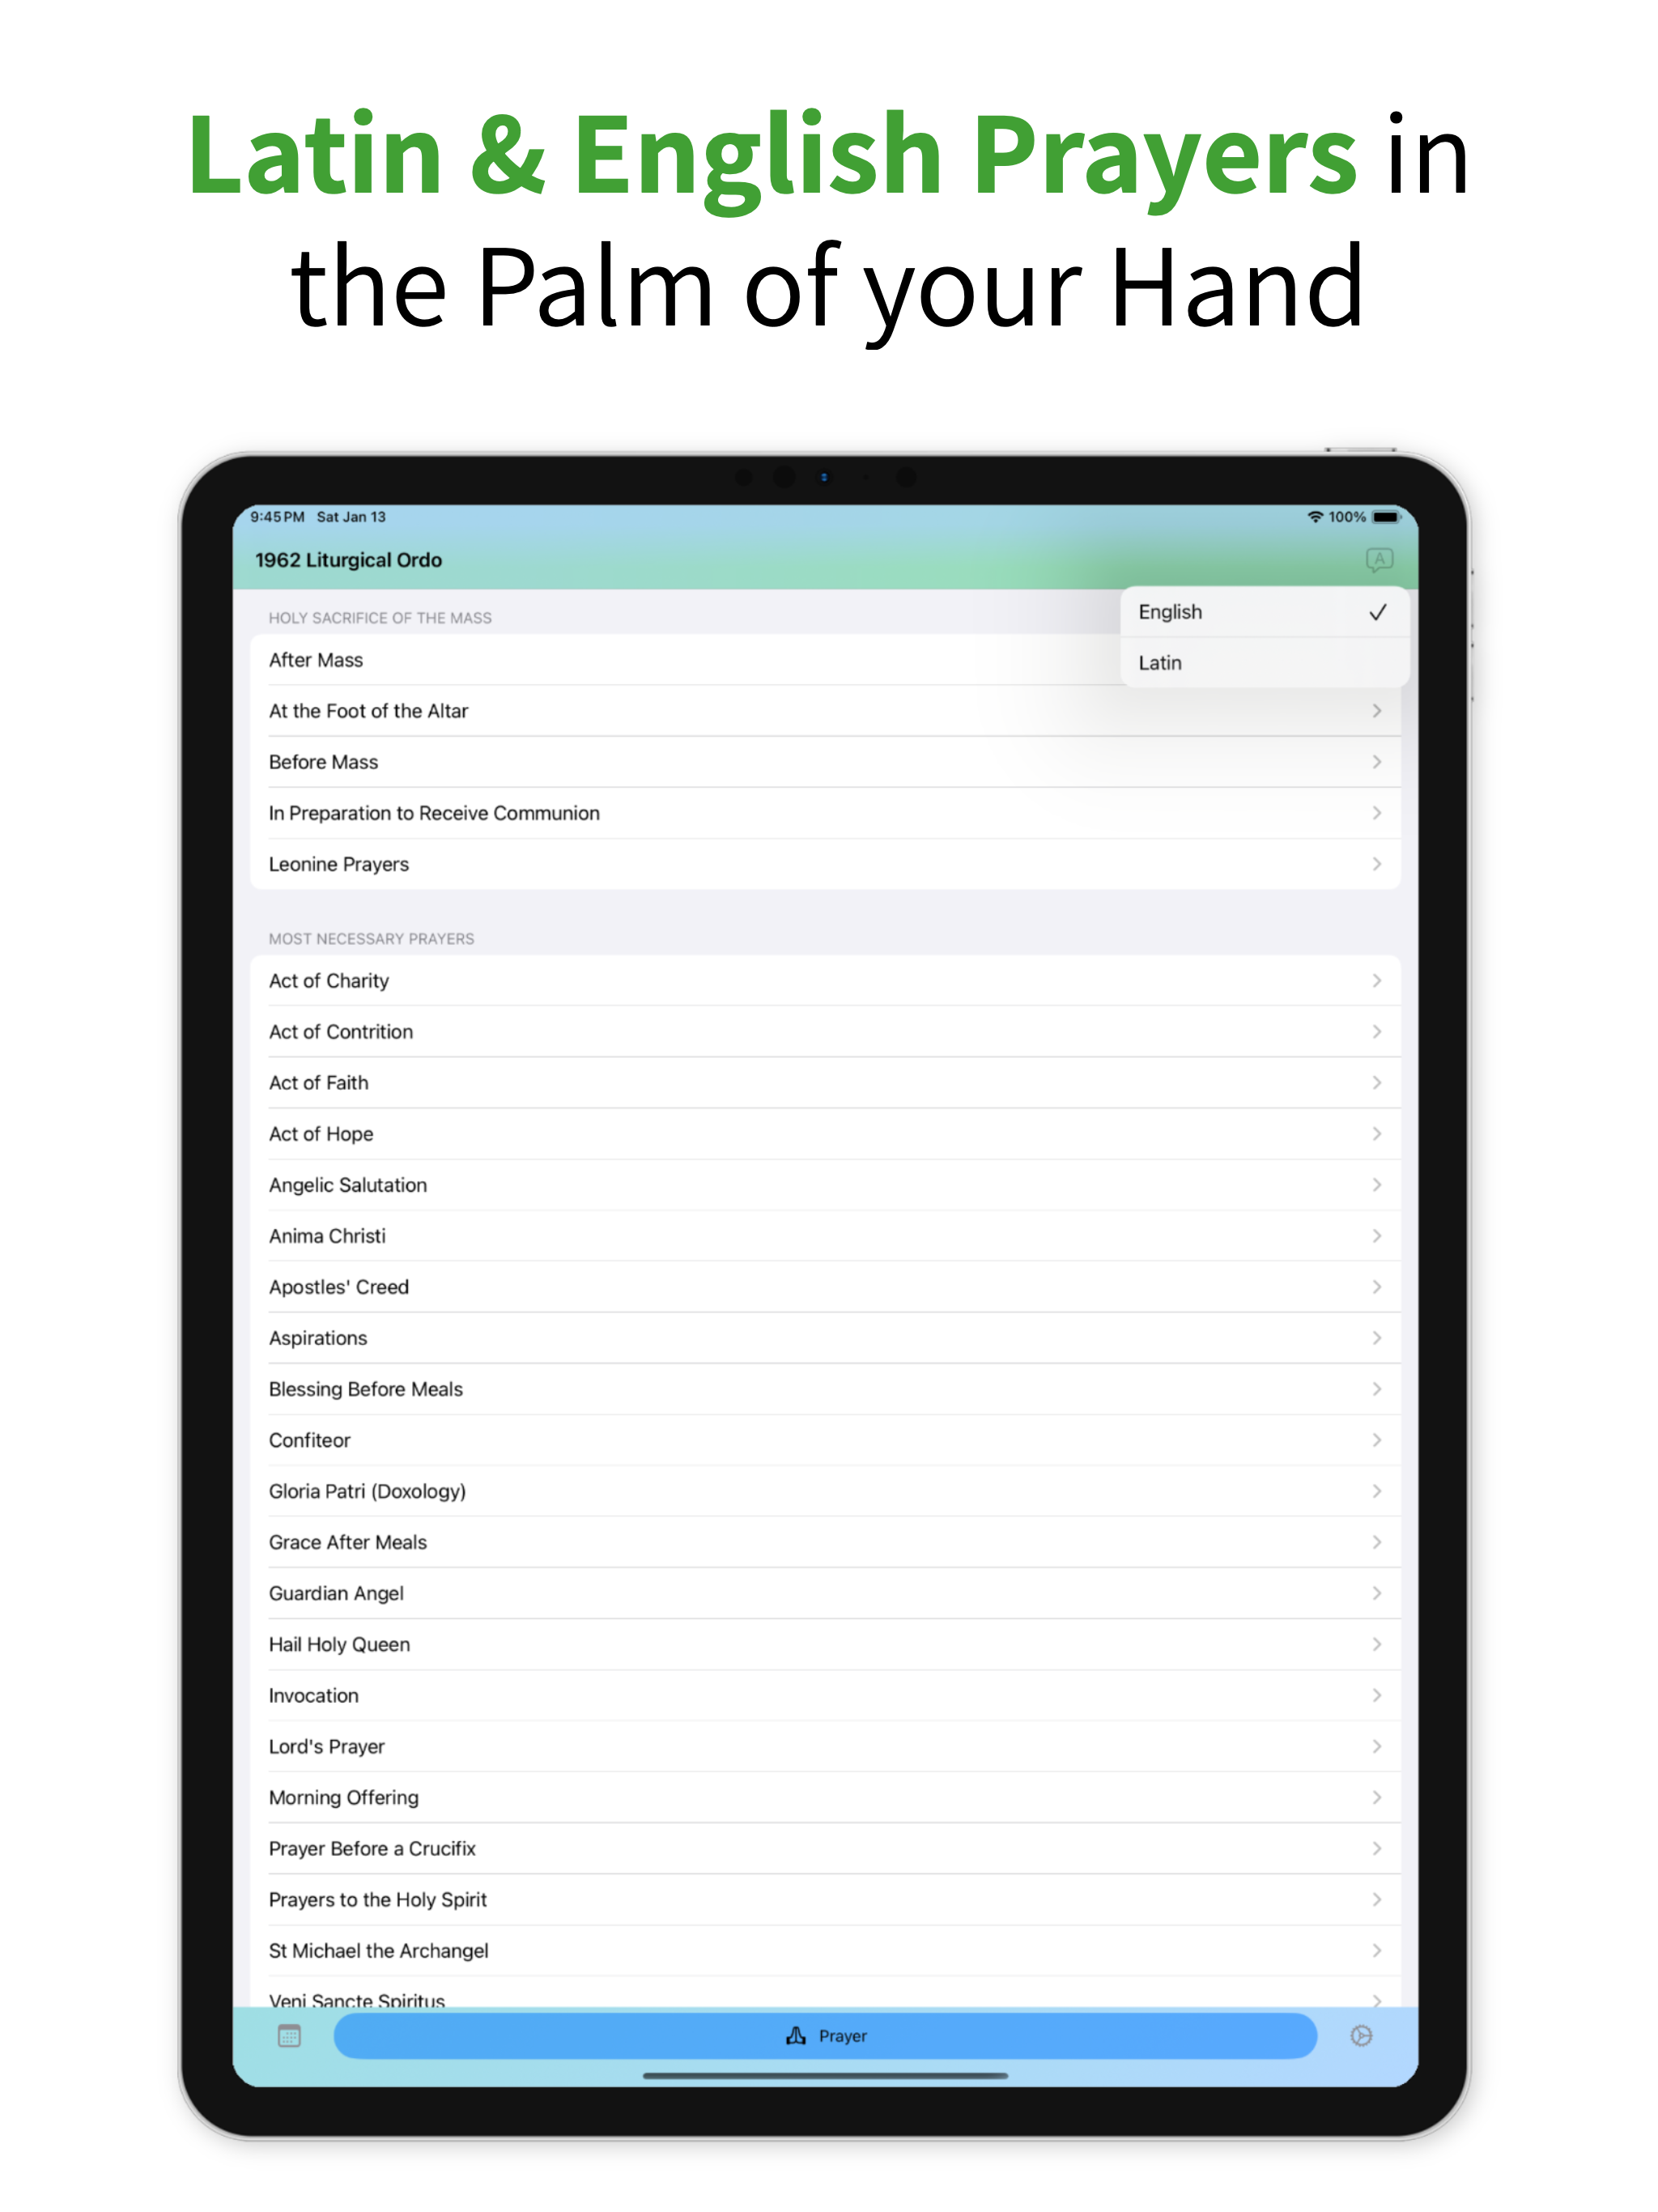 Latin & English Prayers in
the Palm of your Hand
9:45 PM Sat Jan 13
100%
1962 Liturgical Ordo
A
English
Latin
HOLY SACRIFICE OF THE MASS
After Mass
At the Foot of the Altar
Before Mass
In Preparation to Receive Communion
Leonine Prayers
MOST NECESSARY PRAYERS
Act of Charity
Act of Contrition
Act of Faith
Act of Hope
Angelic Salutation
Anima Christi
Apostles' Creed
Aspirations
Blessing Before Meals
Confiteor
Gloria Patri (Doxology)
Grace After Meals
Guardian Angel
Hail Holy Queen
Invocation
Lord's Prayer
Morning Offering
Prayer Before a Crucifix
Prayers to the Holy Spirit
St Michael the Archangel
Veni Sancte Spiritus
Prayer